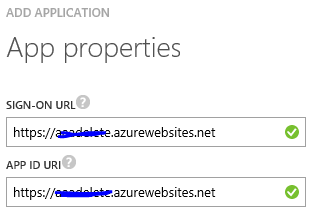 ADD APPLICATION
App properties
SIGN-ON URL ?
https:// .azurewebsites.net
APP ID URI ?
https:// .azurewebsites.net